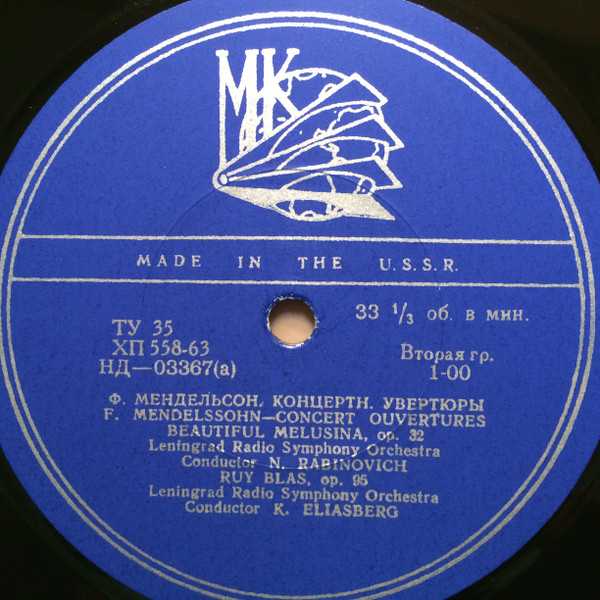 МК
MADE IN THE U.S.S.R.
33 1/3 об. в мин.
ТУ 35
ХП 558-63
НД—03367(а)
Вторая гр.
1-00
Ф. МЕНДЕЛЬСОН. КОНЦЕРТН. УВЕРТЮРЫ
F. MENDELSSOHN—CONCERT OUVERTURES
BEAUTIFUL MELUSINA, op. 32
Leningrad Radio Symphony Orchestra
Conductor N. RABINOVICH
RUY BLAS, op. 95
Leningrad Radio Symphony Orchestra
Conductor K. ELIASBERG